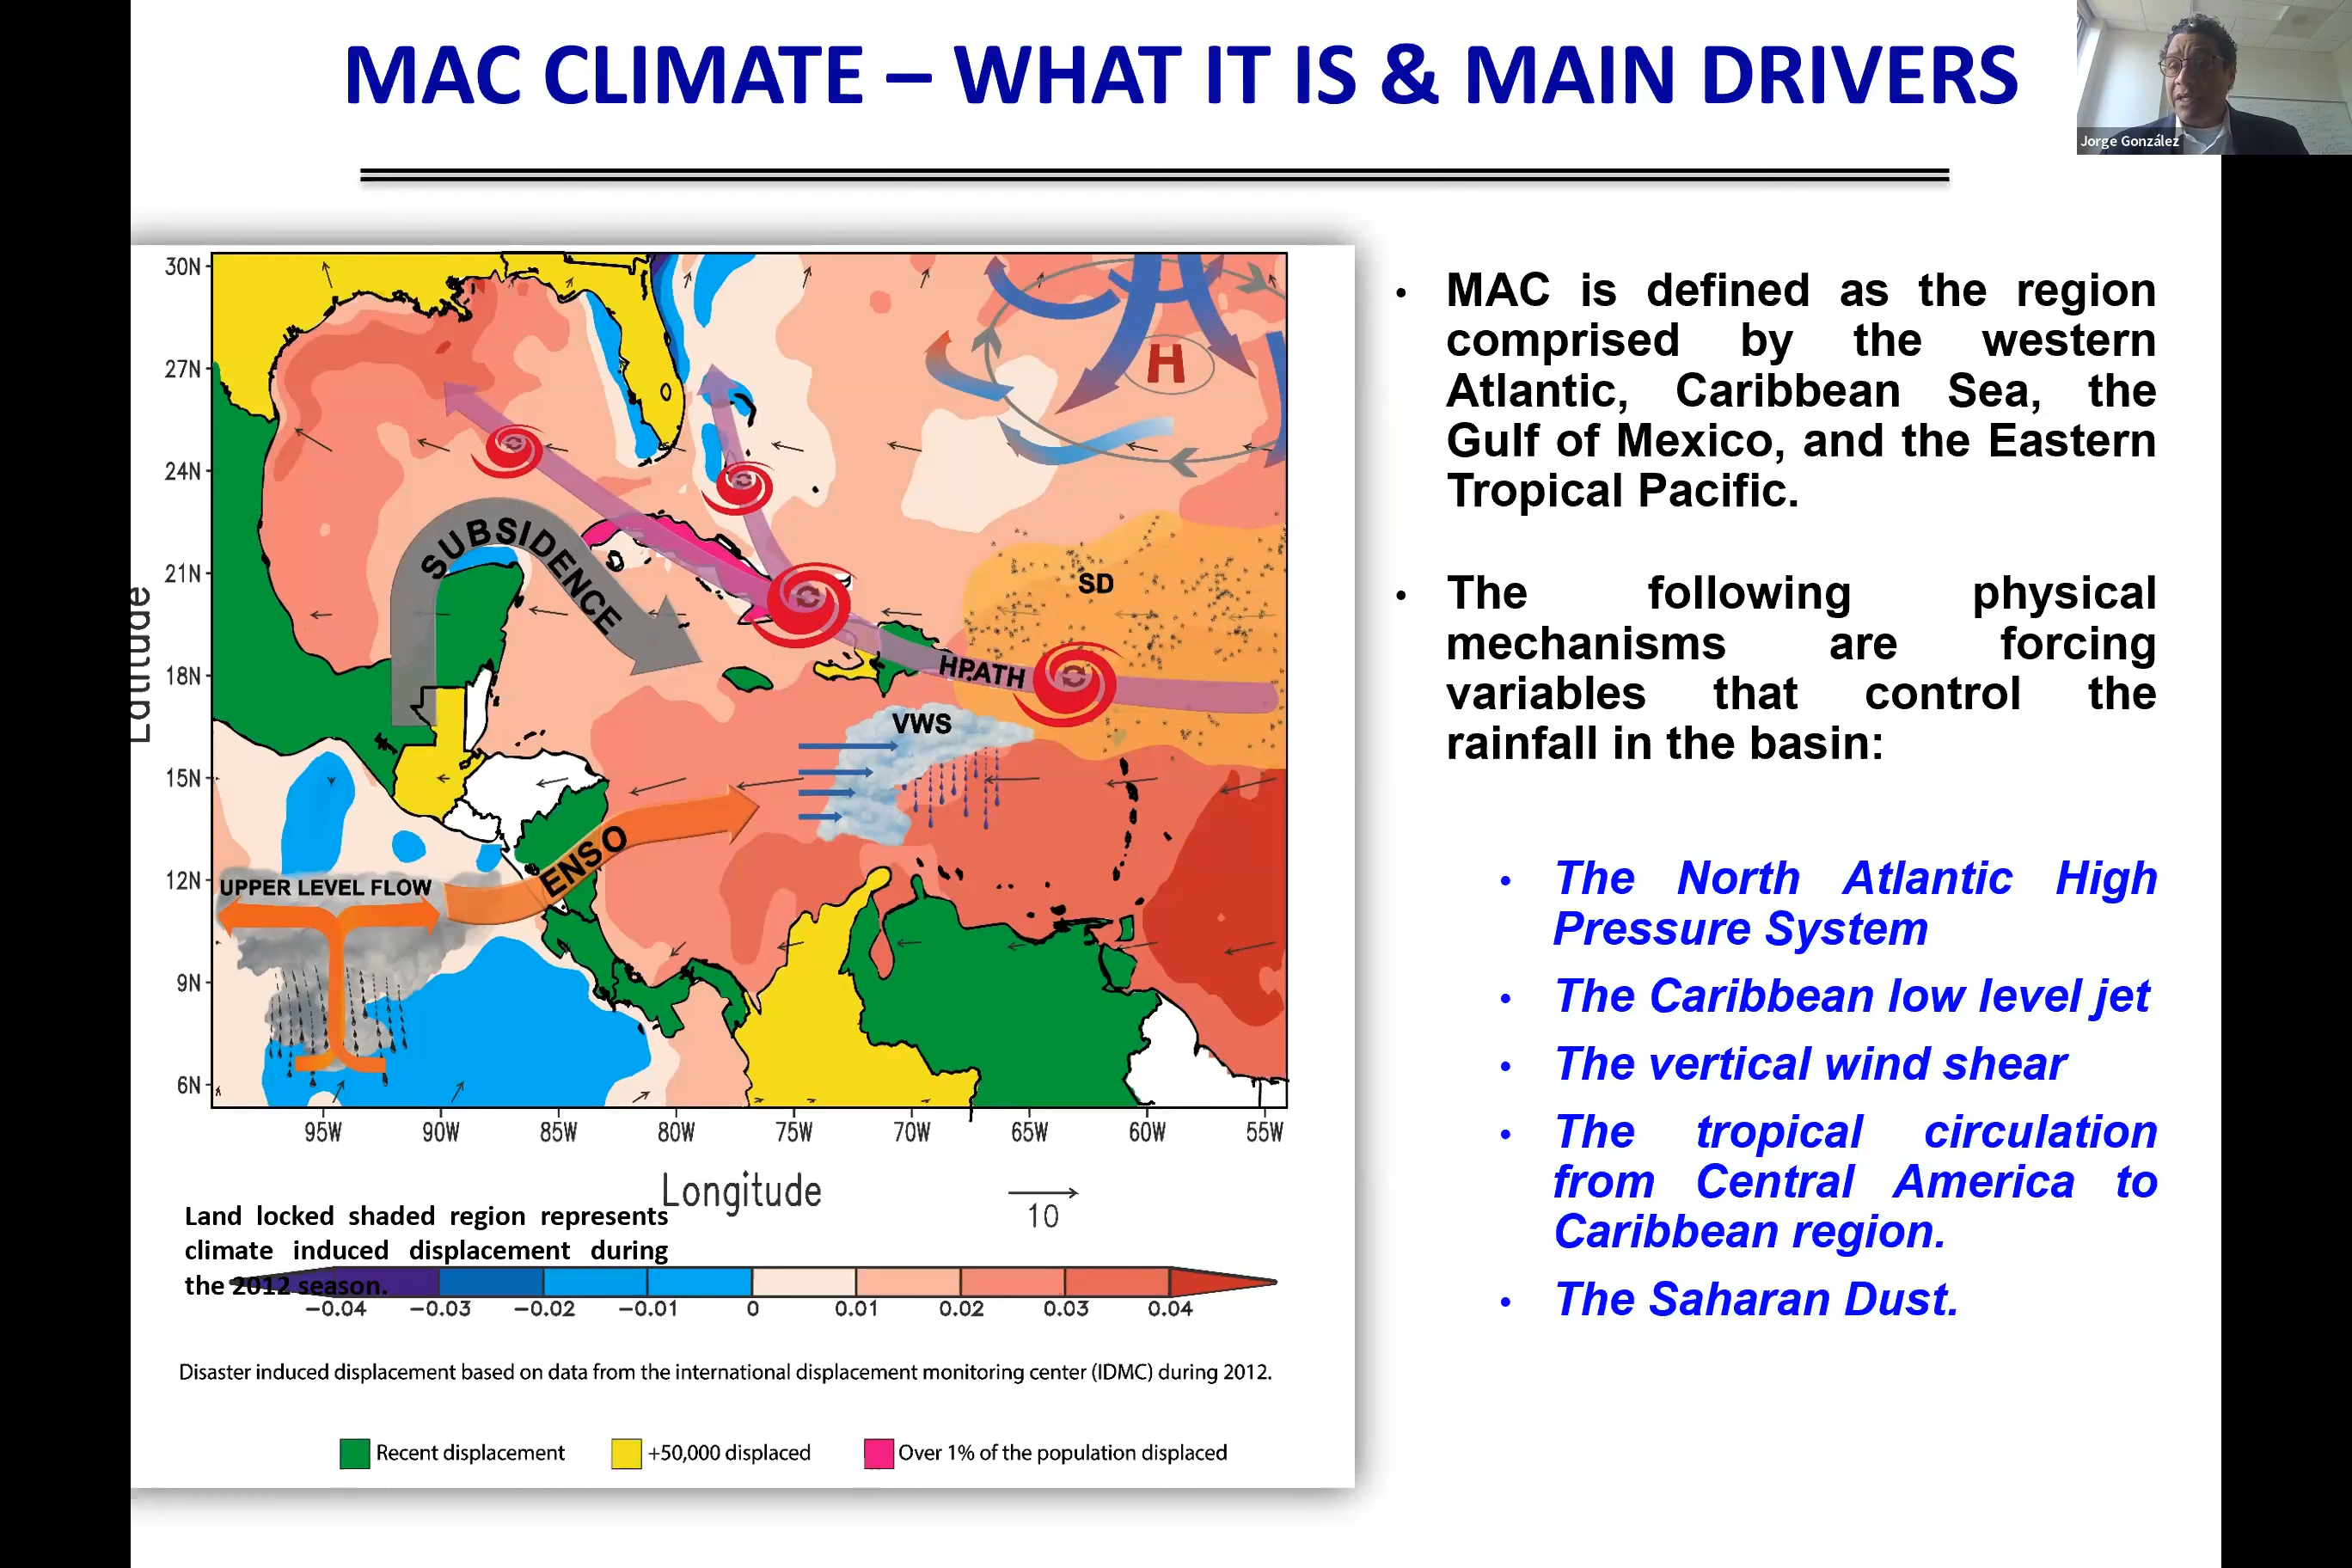 MAC CLIMATE – WHAT IT IS & MAIN DRIVERS
Jorge González
30N
27N
24N
21N
18N
15N
12N
9N
6N
Latitude
H
SUBSIDENCE
SD
HPATH
VWS
ENSO
UPPER LEVEL FLOW
95W 90W 85W 80W 75W 70W 65W 60W 55W
Longitude
10
Land locked shaded region represents
climate induced displacement during
the 2012 season.
−0.04 −0.03 −0.02 −0.01 0 0.01 0.02 0.03 0.04
Disaster induced displacement based on data from the international displacement monitoring center (IDMC) during 2012.
Recent displacement +50,000 displaced Over 1% of the population displaced
• MAC is defined as the region
comprised by the western
Atlantic, Caribbean Sea, the
Gulf of Mexico, and the Eastern
Tropical Pacific.
• The following physical
mechanisms are forcing
variables that control the
rainfall in the basin:
• The North Atlantic High
Pressure System
• The Caribbean low level jet
• The vertical wind shear
• The tropical circulation
from Central America to
Caribbean region.
• The Saharan Dust.